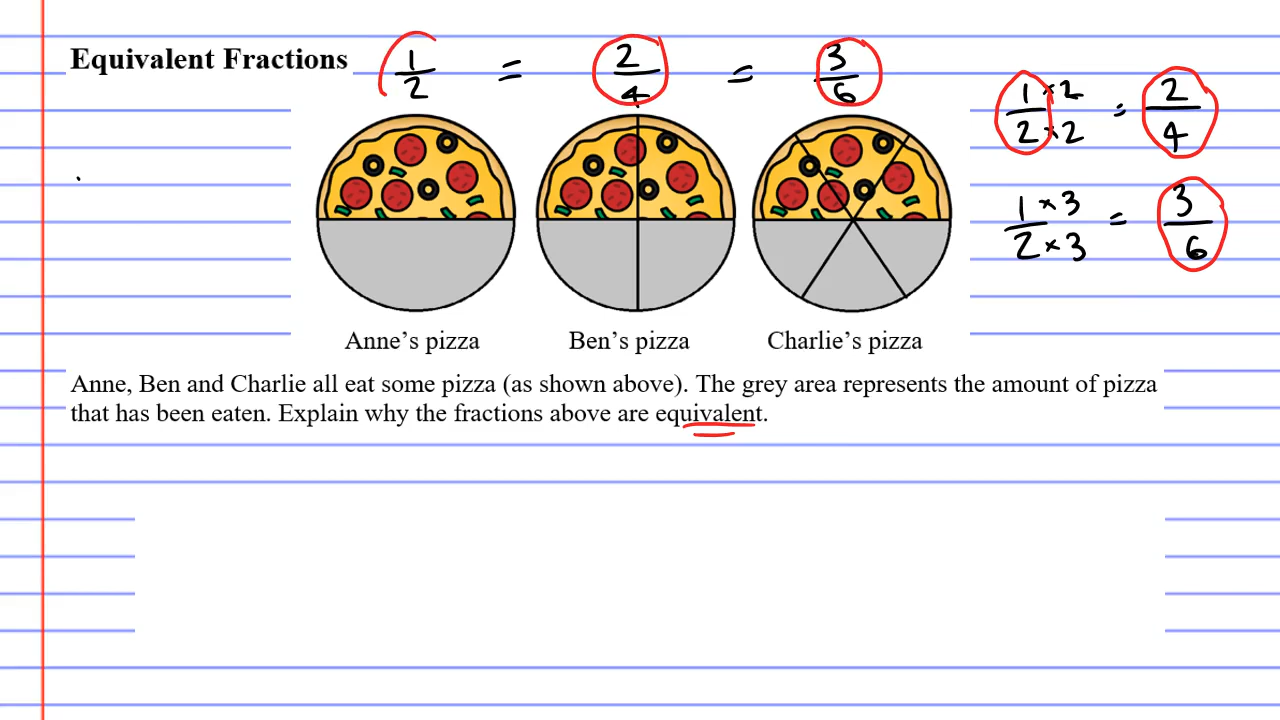 Equivalent Fractions
1/2 = 2/4 = 3/6
1 × 2 / 2 × 2 = 2/4
1 × 3 / 2 × 3 = 3/6
Anne's pizza Ben's pizza Charlie's pizza
Anne, Ben and Charlie all eat some pizza (as shown above). The grey area represents the amount of pizza
that has been eaten. Explain why the fractions above are equivalent.